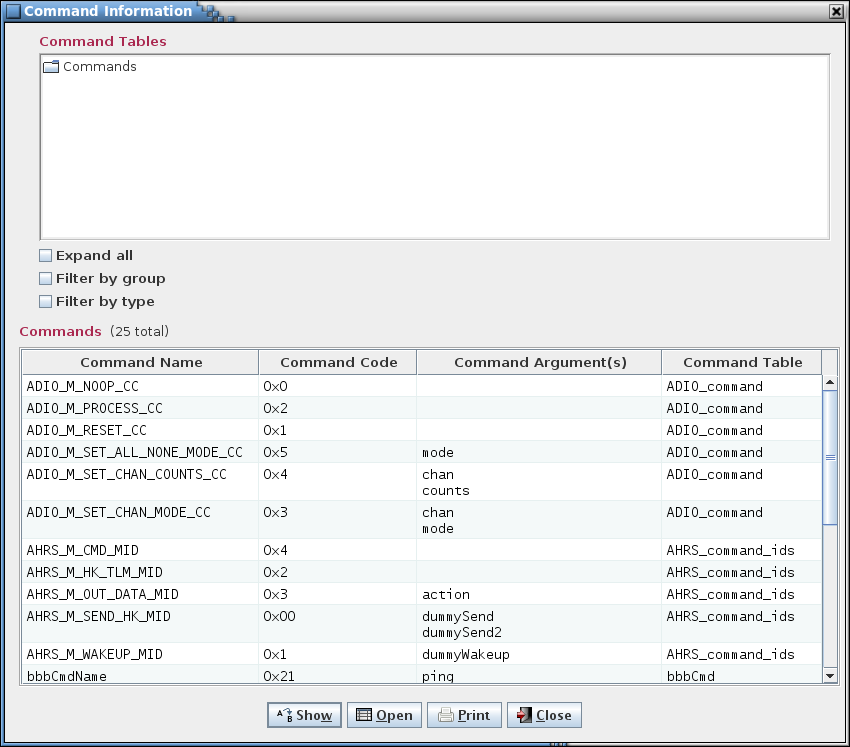 Command Information
Command Tables
Commands
Expand all
Filter by group
Filter by type
Commands (25 total)
Command Name Command Code Command Argument(s) Command Table
ADIO_M_NOOP_CC 0x0 ADIO_command
ADIO_M_PROCESS_CC 0x2 ADIO_command
ADIO_M_RESET_CC 0x1 ADIO_command
ADIO_M_SET_ALL_NONE_MODE_CC 0x5 mode ADIO_command
ADIO_M_SET_CHAN_COUNTS_CC 0x4 chan ADIO_command
counts
ADIO_M_SET_CHAN_MODE_CC 0x3 chan ADIO_command
mode
AHRS_M_CMD_MID 0x4 AHRS_command_ids
AHRS_M_HK_TLM_MID 0x2 AHRS_command_ids
AHRS_M_OUT_DATA_MID 0x3 action AHRS_command_ids
AHRS_M_SEND_HK_MID 0x00 dummySend AHRS_command_ids
dummySend2
AHRS_M_WAKEUP_MID 0x1 dummyWakeup AHRS_command_ids
bbbCmdName 0x21 ping bbbCmd
Show Open Print Close